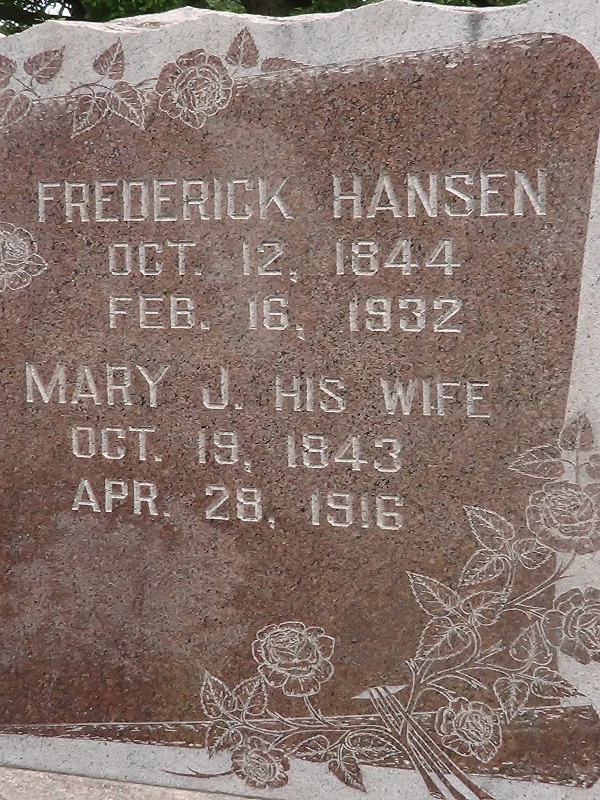 FREDERICK HANSEN
OCT. 12, 1844
FEB. 16, 1932
MARY J. HIS WIFE
OCT. 19, 1843
APR. 28, 1916